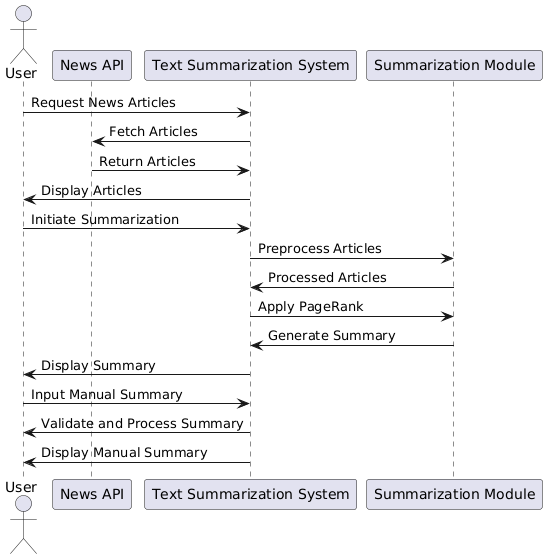 User
News API
Text Summarization System
Summarization Module
Request News Articles
Fetch Articles
Return Articles
Display Articles
Initiate Summarization
Preprocess Articles
Processed Articles
Apply PageRank
Generate Summary
Display Summary
Input Manual Summary
Validate and Process Summary
Display Manual Summary
User
News API
Text Summarization System
Summarization Module